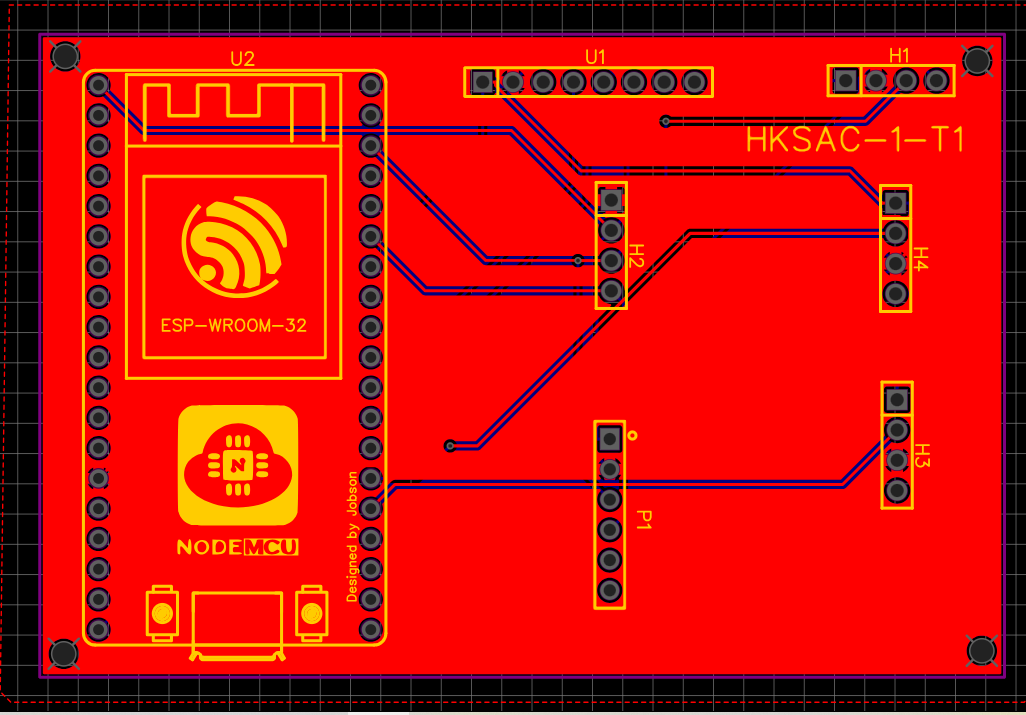 U2
U1
H1
HKSAC-1-T1
H2
H4
ESP-WROOM-32
H3
N
P1
Designed by Jobson
NODEMCU